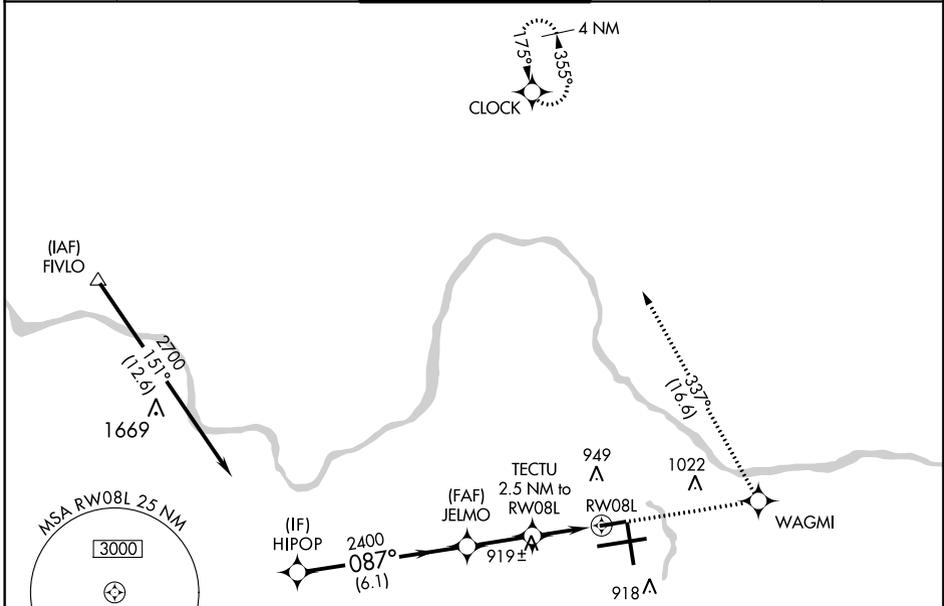 4 NM
175°
355°
CLOCK
(IAF)
FIVLO
2700
151°
(12.6)
1669
337°
(16.6)
949
1022
TECTU
2.5 NM to
RW08L
(FAF)
JELMO
RW08L
WAGMI
MSA RW08L 25 NM
3000
(IF)
HIPOP
2400
087°
(6.1)
919±
918